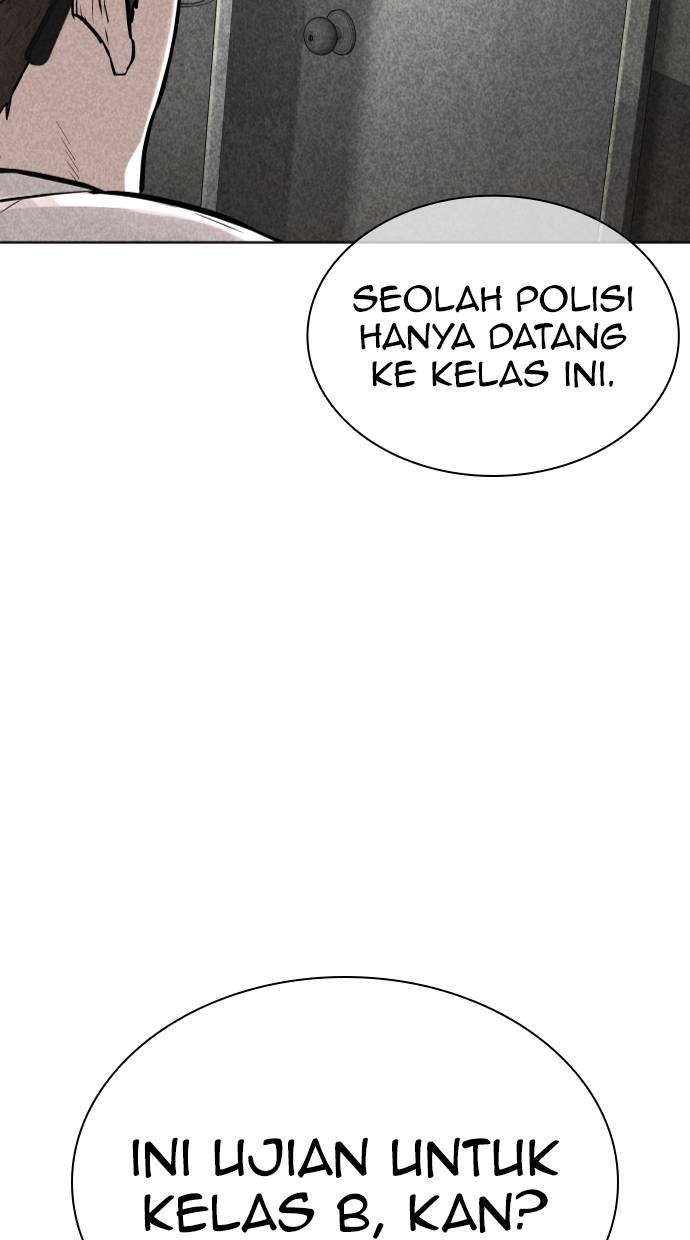 SEOLAH POLISI
HANYA DATANG
KE KELAS INI.
INI UJIAN UNTUK
KELAS B, KAN?